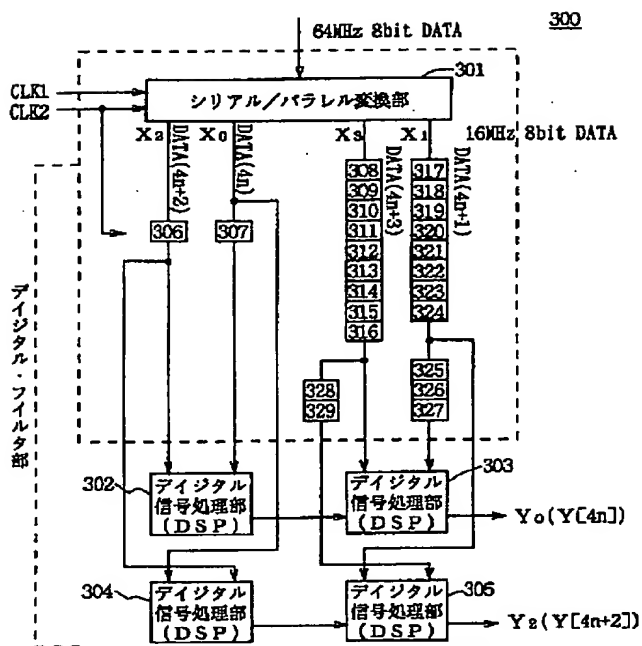 300
64MHz 8bit DATA
301
CLK1
CLK2
シリアル/パラレル変換部
X2
X0
X3
X1
16MHz 8bit DATA
DATA(4n+2)
DATA(4n)
DATA(4n+3)
DATA(4n+1)
306
307
308
309
310
311
312
313
314
315
316
317
318
319
320
321
322
323
324
325
326
327
328
329
デイジタル・フイルタ部
302
デイジタル
信号処理部
(DSP)
303
デイジタル
信号処理部
(DSP)
Y0(Y[4n])
304
デイジタル
信号処理部
(DSP)
305
デイジタル
信号処理部
(DSP)
Y2(Y[4n+2])